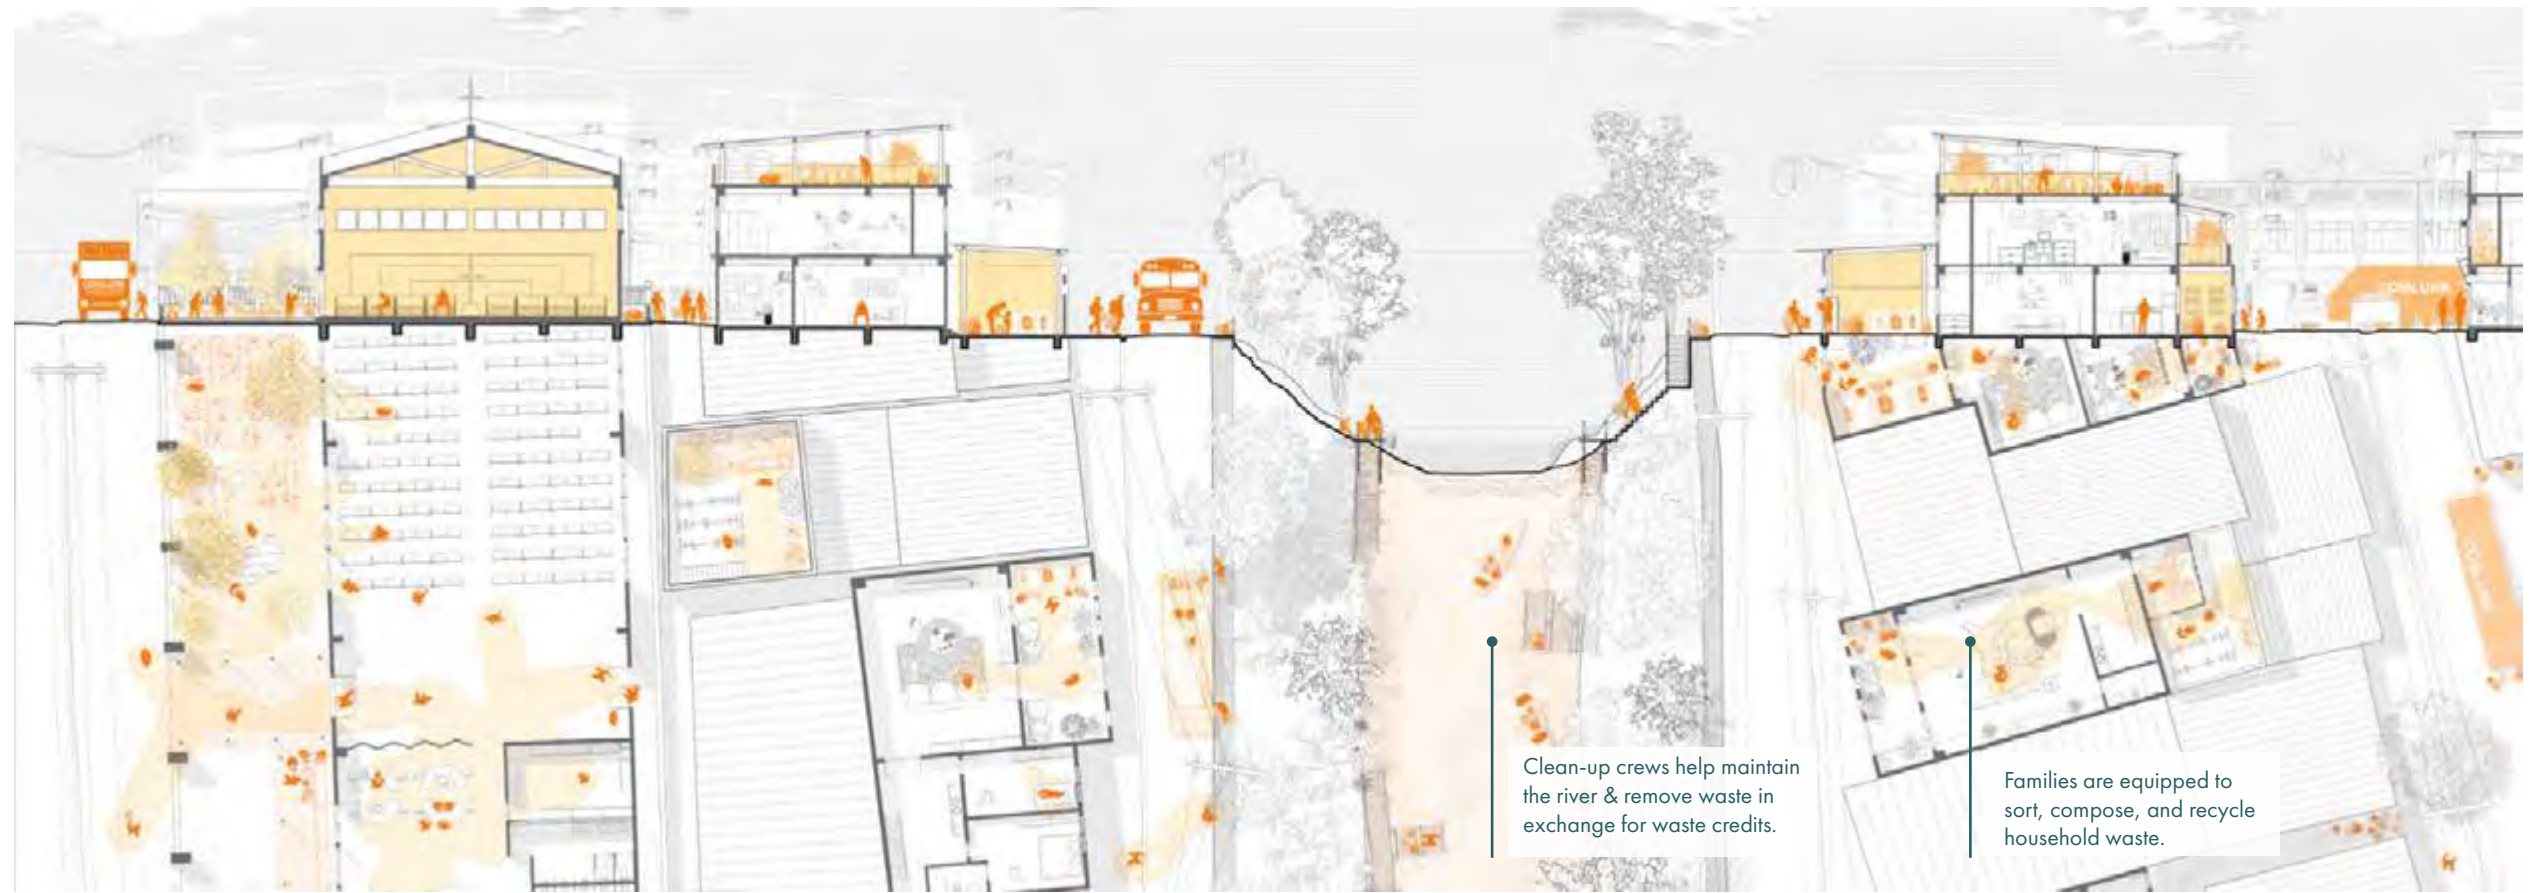 Clean-up crews help maintain
the river & remove waste in
exchange for waste credits.
Families are equipped to
sort, compose, and recycle
household waste.